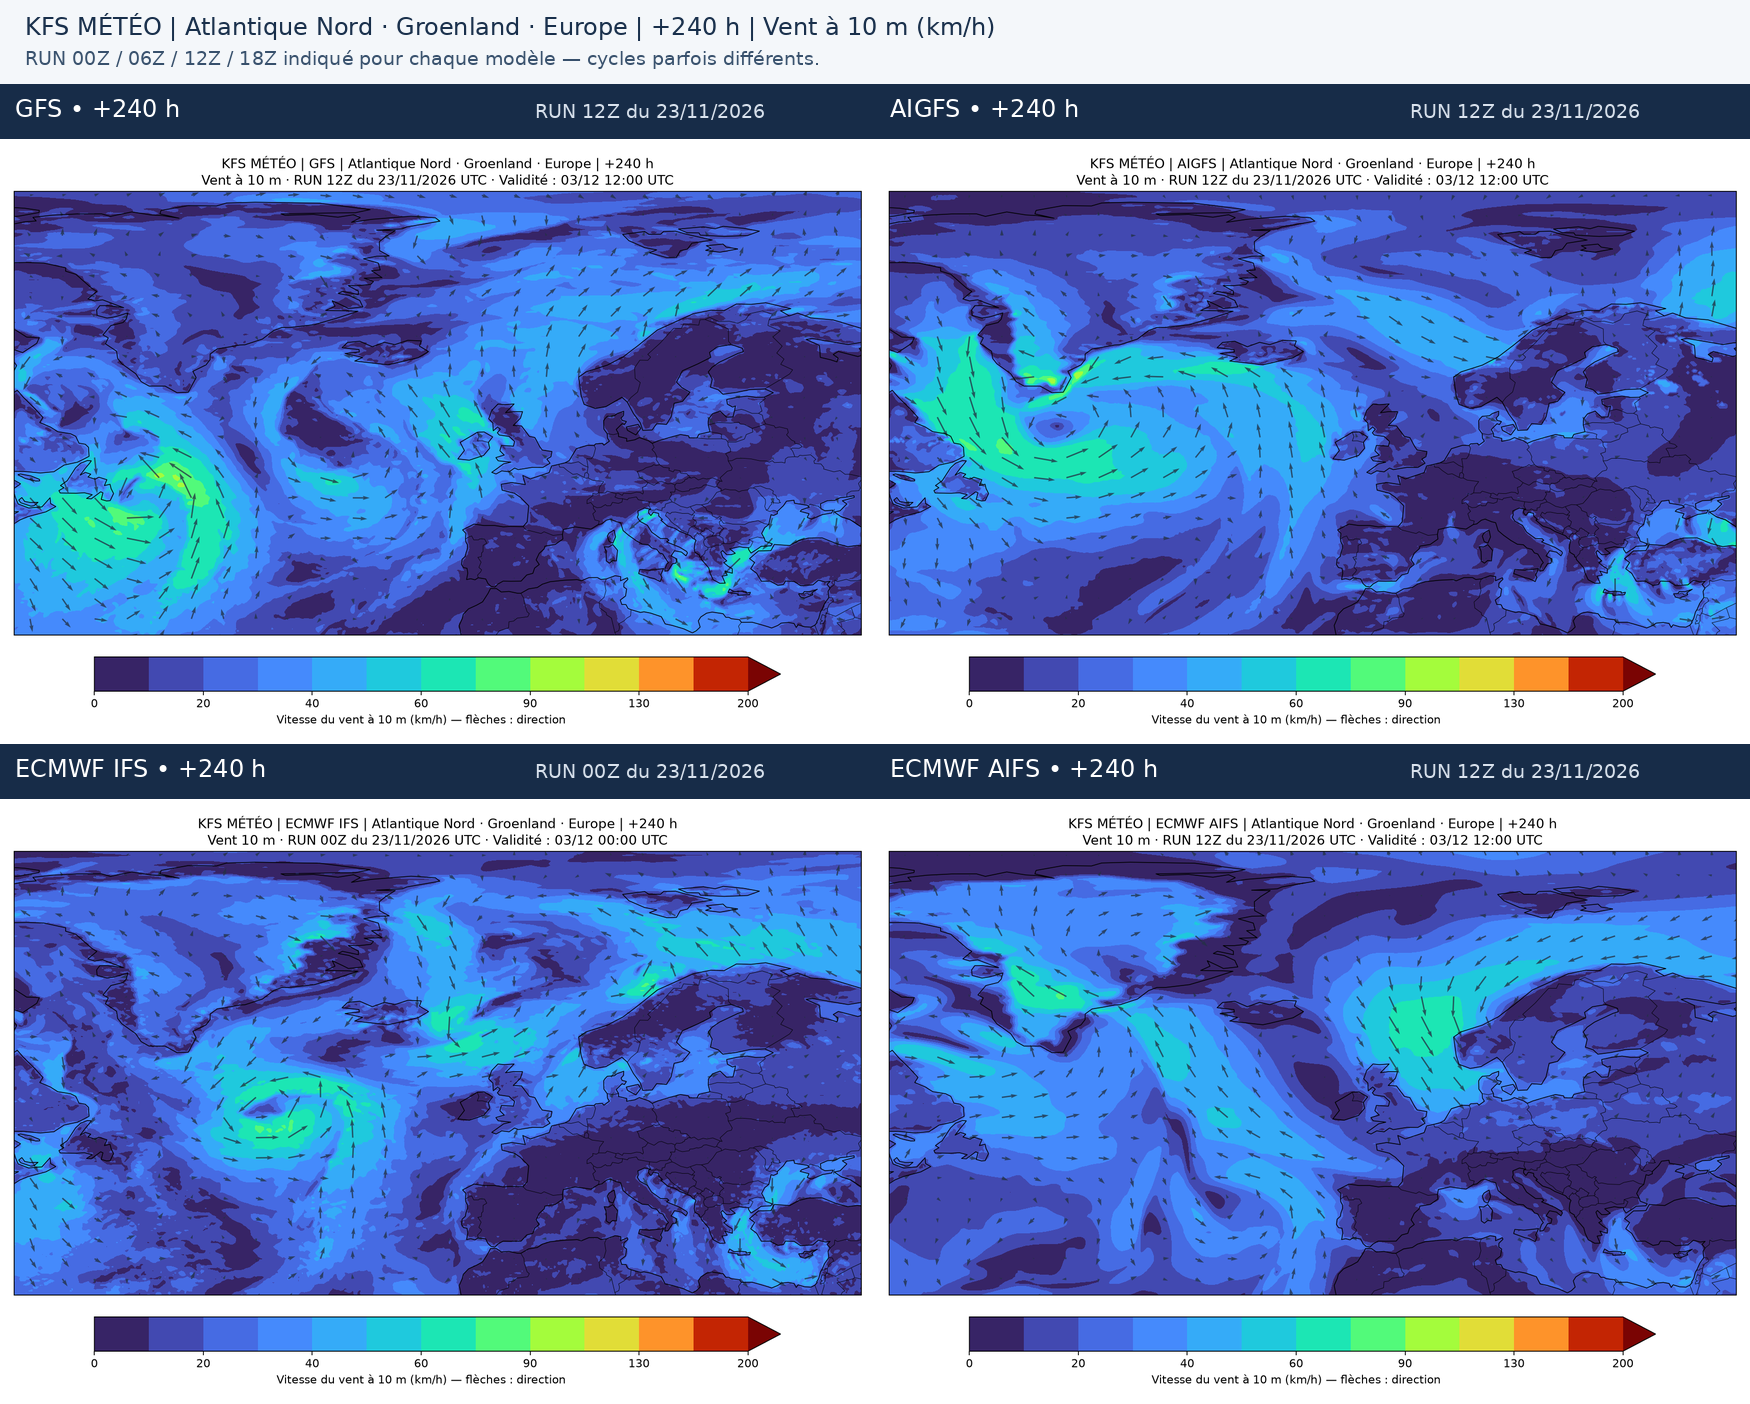 KFS MÉTÉO | Atlantique Nord · Groenland · Europe | +240 h | Vent à 10 m (km/h)
RUN 00Z / 06Z / 12Z / 18Z indiqué pour chaque modèle — cycles parfois différents.
GFS • +240 h RUN 12Z du 23/11/2026
KFS MÉTÉO | GFS | Atlantique Nord · Groenland · Europe | +240 h
Vent à 10 m · RUN 12Z du 23/11/2026 UTC · Validité : 03/12 12:00 UTC
0 20 40 60 90 130 200
Vitesse du vent à 10 m (km/h) — flèches : direction
AIGFS • +240 h RUN 12Z du 23/11/2026
KFS MÉTÉO | AIGFS | Atlantique Nord · Groenland · Europe | +240 h
Vent à 10 m · RUN 12Z du 23/11/2026 UTC · Validité : 03/12 12:00 UTC
0 20 40 60 90 130 200
Vitesse du vent à 10 m (km/h) — flèches : direction
ECMWF IFS • +240 h RUN 00Z du 23/11/2026
KFS MÉTÉO | ECMWF IFS | Atlantique Nord · Groenland · Europe | +240 h
Vent 10 m · RUN 00Z du 23/11/2026 UTC · Validité : 03/12 00:00 UTC
0 20 40 60 90 130 200
Vitesse du vent à 10 m (km/h) — flèches : direction
ECMWF AIFS • +240 h RUN 12Z du 23/11/2026
KFS MÉTÉO | ECMWF AIFS | Atlantique Nord · Groenland · Europe | +240 h
Vent 10 m · RUN 12Z du 23/11/2026 UTC · Validité : 03/12 12:00 UTC
0 20 40 60 90 130 200
Vitesse du vent à 10 m (km/h) — flèches : direction